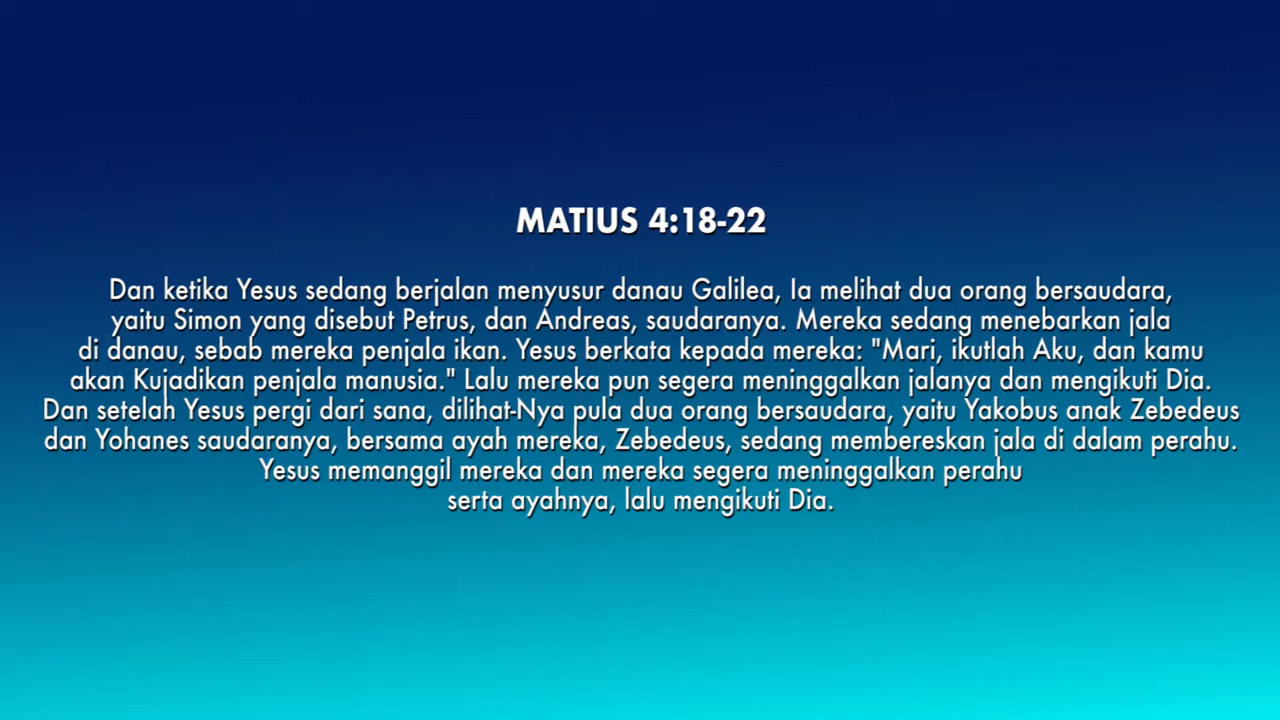 MATIUS 4:18-22
Dan ketika Yesus sedang berjalan menyusur danau Galilea, Ia melihat dua orang bersaudara,
yaitu Simon yang disebut Petrus, dan Andreas, saudaranya. Mereka sedang menebarkan jala
di danau, sebab mereka penjala ikan. Yesus berkata kepada mereka: "Mari, ikutlah Aku, dan kamu
akan Kujadikan penjala manusia." Lalu mereka pun segera meninggalkan jalanya dan mengikuti Dia.
Dan setelah Yesus pergi dari sana, dilihat-Nya pula dua orang bersaudara, yaitu Yakobus anak Zebedeus
dan Yohanes saudaranya, bersama ayah mereka, Zebedeus, sedang membereskan jala di dalam perahu.
Yesus memanggil mereka dan mereka segera meninggalkan perahu
serta ayahnya, lalu mengikuti Dia.